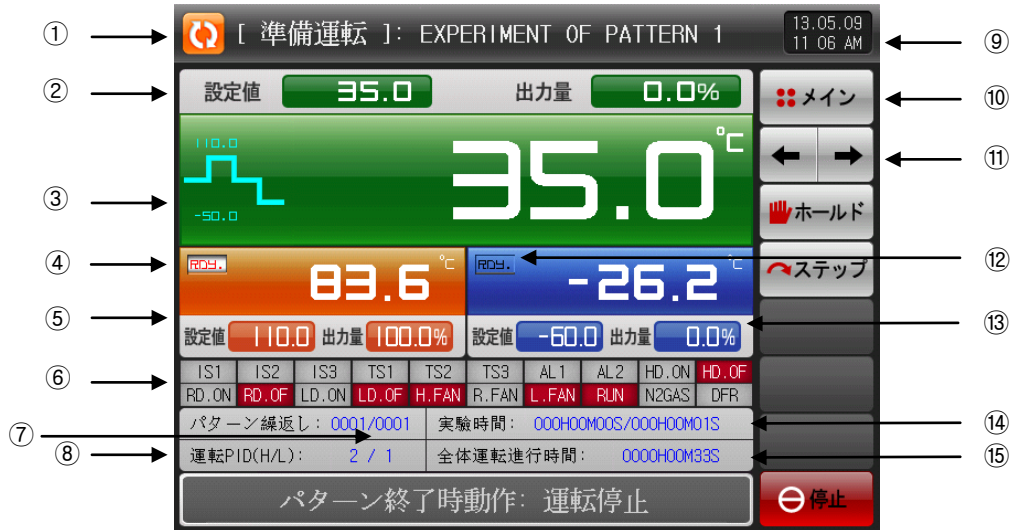 ① [ 準備運転 ]: EXPERIMENT OF PATTERN 1 13.05.09
11 06 AM ⑨
② 設定値 35.0 出力量 0.0% メイン ⑩
110.0 35.0 ℃ ⑪
③ -50.0 ホールド
④ RDY. 83.6 ℃ RDY. -26.2 ℃ ステップ ⑫
⑤ 設定値 110.0 出力量 100.0% 設定値 -60.0 出力量 0.0% ⑬
⑥ IS1 IS2 IS3 TS1 TS2 TS3 AL1 AL2 HD.ON HD.OF
RD.ON RD.OF LD.ON LD.OF H.FAN R.FAN L.FAN RUN N2GAS DFR
⑦ パターン繰返し: 0001/0001 実験時間: 000H00M00S/000H00M01S ⑭
⑧ 運転PID(H/L): 2 / 1 全体運転進行時間: 0000H00M33S ⑮
パターン終了時動作: 運転停止 停止